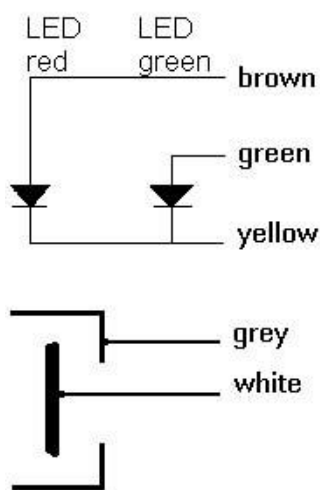 LED LED
red green
brown
green
yellow
grey
white